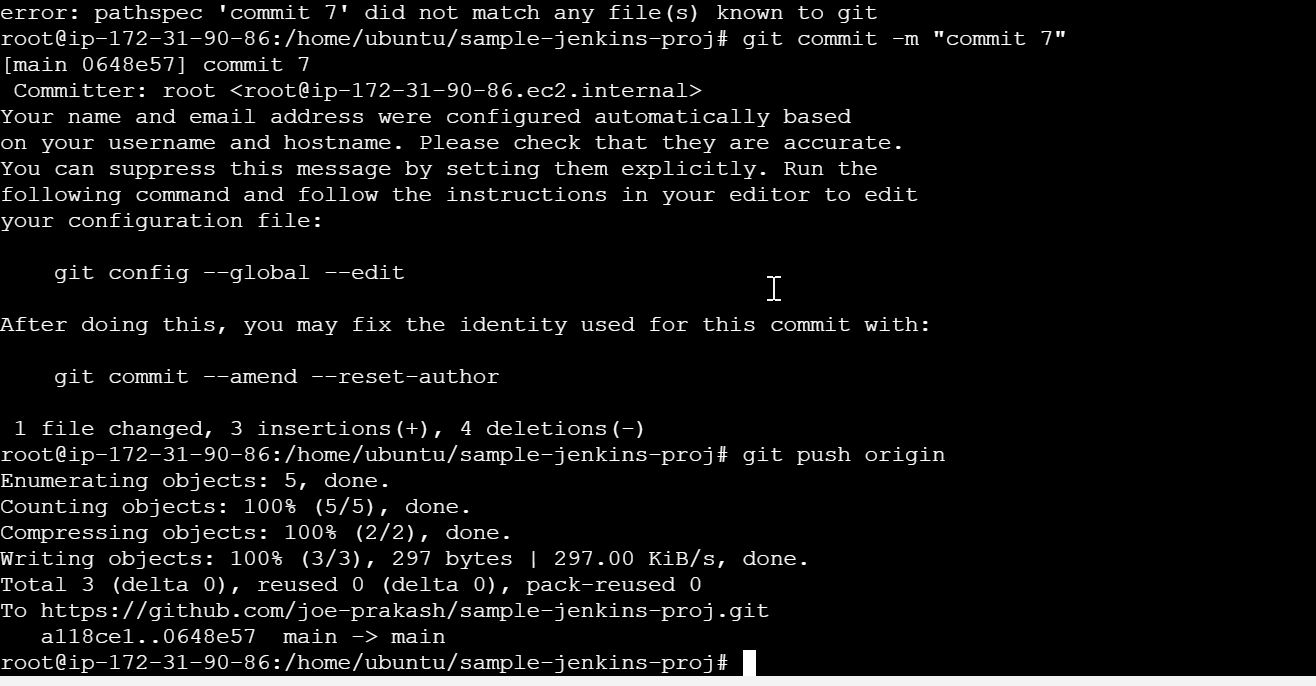 error: pathspec 'commit 7' did not match any file(s) known to git
root@ip-172-31-90-86:/home/ubuntu/sample-jenkins-proj# git commit -m "commit 7"
[main 0648e57] commit 7
 Committer: root <root@ip-172-31-90-86.ec2.internal>
Your name and email address were configured automatically based
on your username and hostname. Please check that they are accurate.
You can suppress this message by setting them explicitly. Run the
following command and follow the instructions in your editor to edit
your configuration file:

    git config --global --edit

After doing this, you may fix the identity used for this commit with:

    git commit --amend --reset-author

 1 file changed, 3 insertions(+), 4 deletions(-)
root@ip-172-31-90-86:/home/ubuntu/sample-jenkins-proj# git push origin
Enumerating objects: 5, done.
Counting objects: 100% (5/5), done.
Compressing objects: 100% (2/2), done.
Writing objects: 100% (3/3), 297 bytes | 297.00 KiB/s, done.
Total 3 (delta 0), reused 0 (delta 0), pack-reused 0
To https://github.com/joe-prakash/sample-jenkins-proj.git
   a118ce1..0648e57  main -> main
root@ip-172-31-90-86:/home/ubuntu/sample-jenkins-proj#